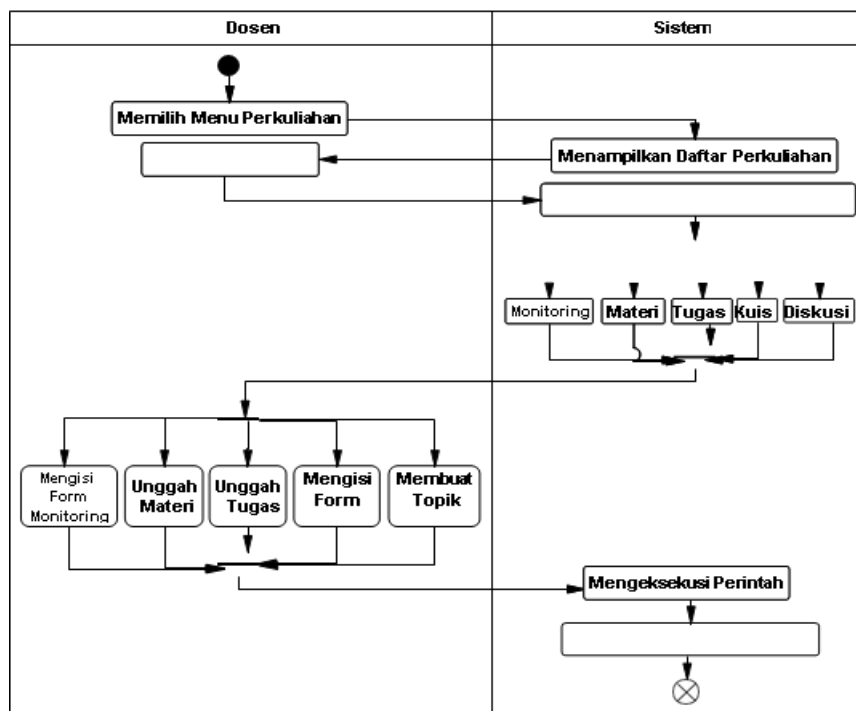 Dosen
Sistem
Memilih Menu Perkuliahan
Menampilkan Daftar Perkuliahan
Monitoring
Materi
Tugas
Kuis
Diskusi
Mengisi
Form
Monitoring
Unggah
Materi
Unggah
Tugas
Mengisi
Form
Membuat
Topik
Mengeksekusi Perintah